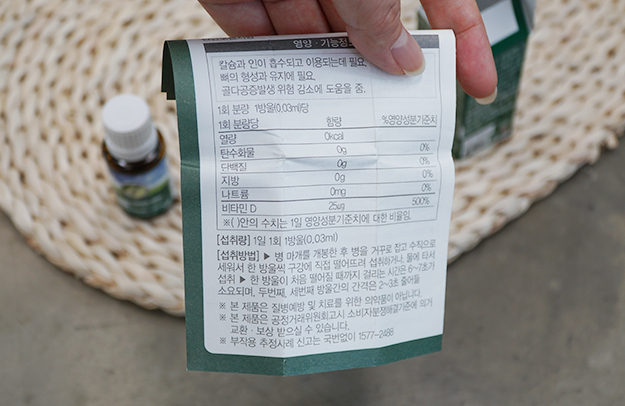 영양 · 기능정보
칼슘과 인이 흡수되고 이용되는데 필요,
뼈의 형성과 유지에 필요,
골다공증발생 위험 감소에 도움을 줌.
1회 분량 1방울(0.03ml)당
1회 분량당 함량 %영양성분기준치
열량 0kcal
탄수화물 0g 0%
단백질 0g 0%
지방 0g 0%
나트륨 0mg 0%
비타민 D 25㎍ 500%
※( )안의 수치는 1일 영양성분기준치에 대한 비율임.
[섭취량] 1일 1회 1방울(0.03ml)
[섭취방법] ▶ 병 마개를 개봉한 후 병을 거꾸로 잡고 수직으로
세워서 한 방울씩 구강에 직접 떨어뜨려 섭취하거나, 물에 타서
섭취 ▶ 한 방울이 처음 떨어질 때까지 걸리는 시간은 6~7초가
소요되며, 두번째, 세번째 방울간의 간격은 2~3초 줄어듦
※ 본 제품은 질병예방 및 치료를 위한 의약품이 아닙니다.
※ 본 제품은 공정거래위원회고시 소비자분쟁해결기준에 의거
교환 · 보상 받으실 수 있습니다.
※ 부작용 추정사례 신고는 국번없이 1577-2488